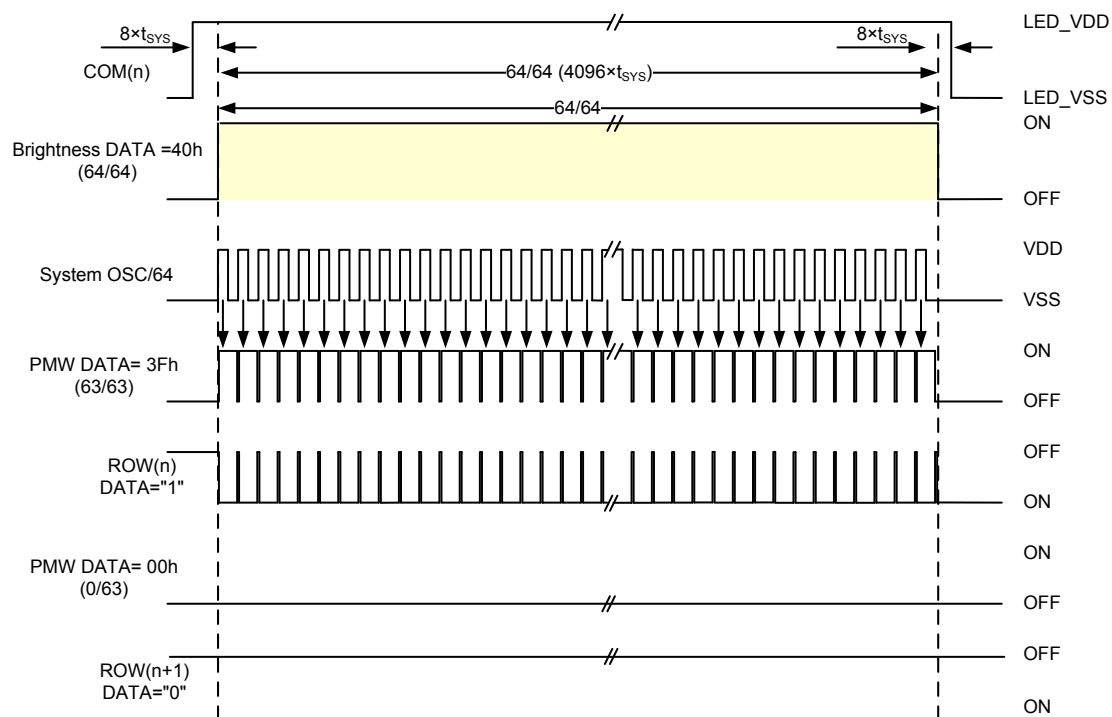 LED_VDD
8×tSYS
8×tSYS
COM(n)
64/64 (4096×tSYS)
LED_VSS
64/64
ON
Brightness DATA =40h
(64/64)
OFF
VDD
System OSC/64
VSS
ON
PMW DATA= 3Fh
(63/63)
OFF
OFF
ROW(n)
DATA="1"
ON
ON
PMW DATA= 00h
(0/63)
OFF
OFF
ROW(n+1)
DATA="0"
ON